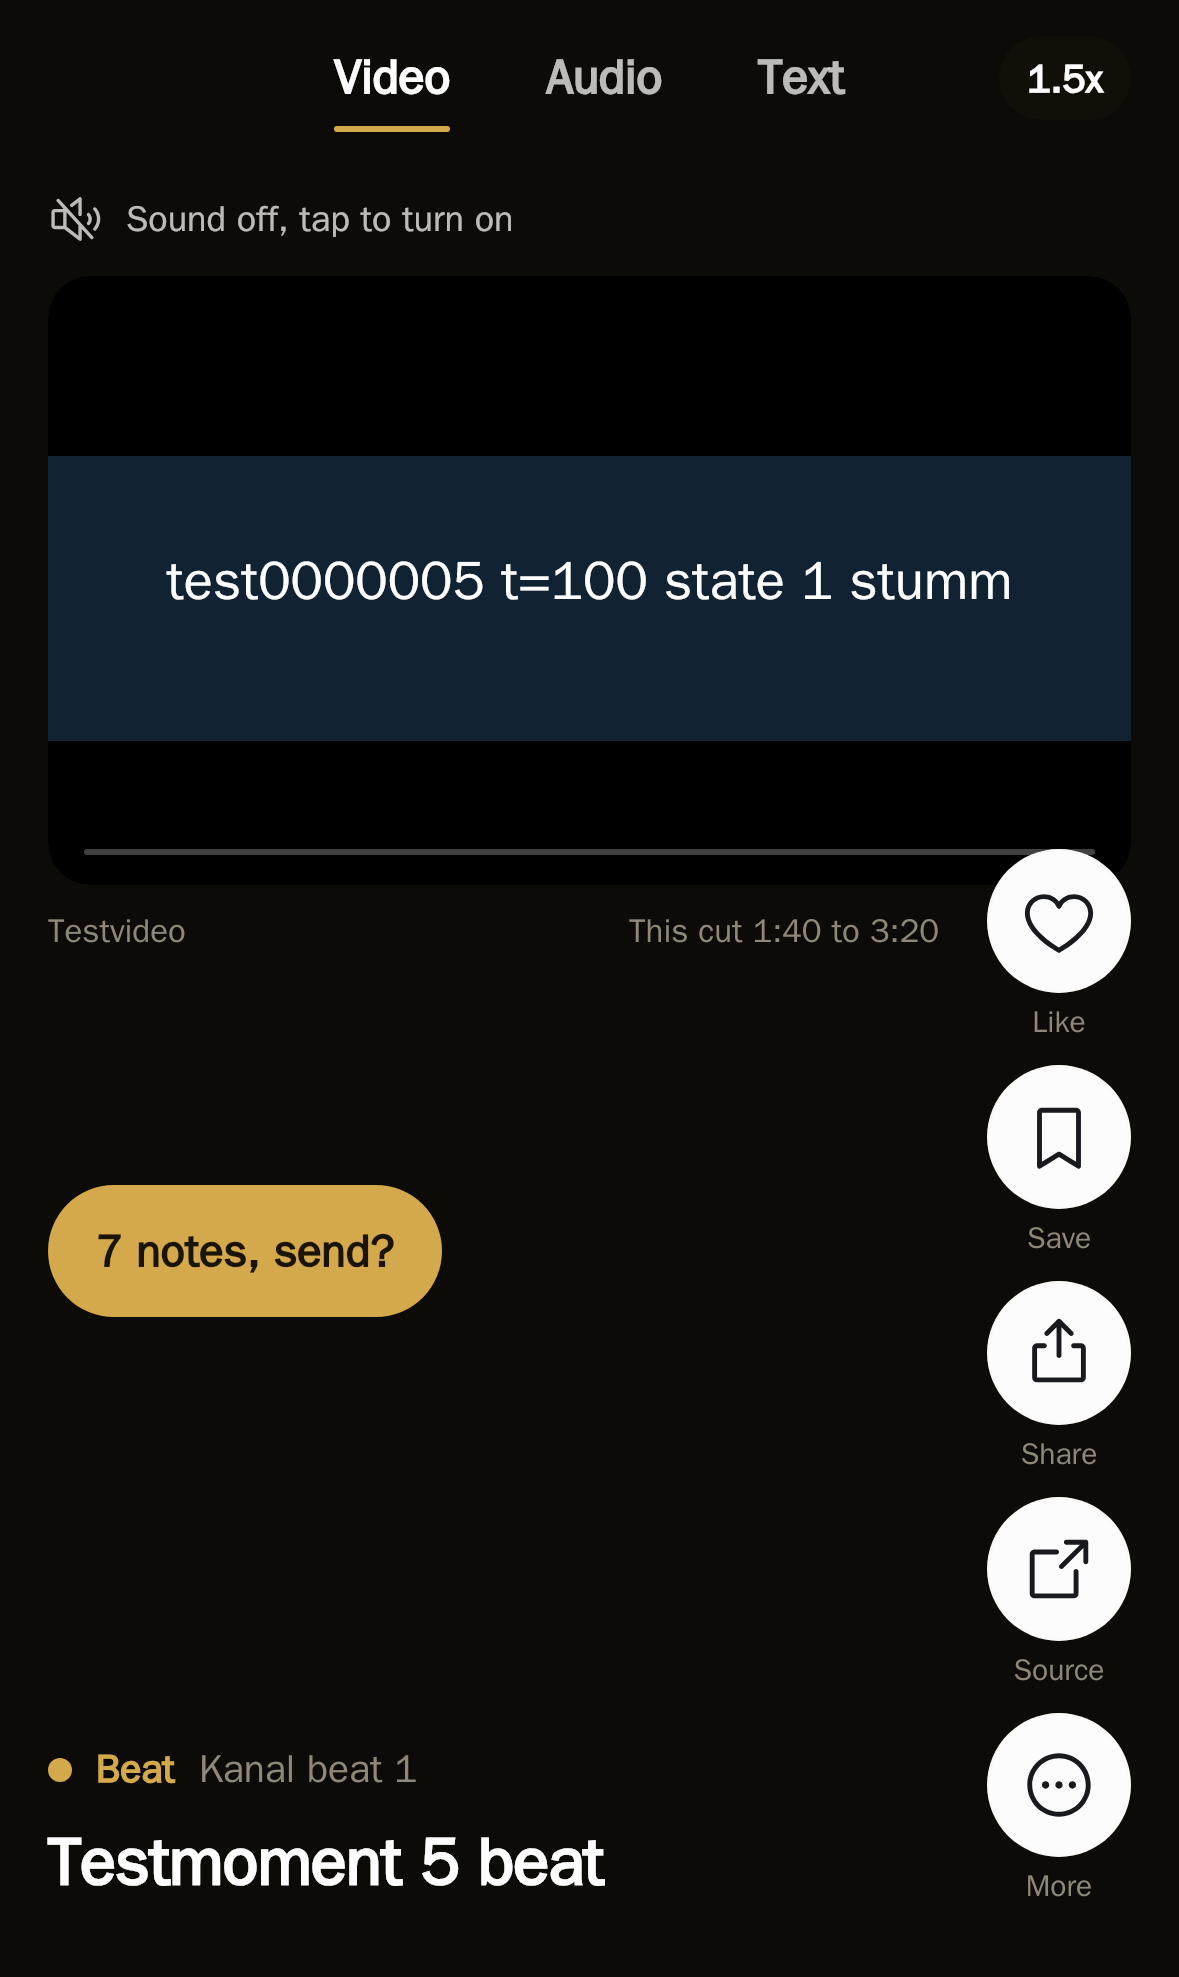 Video Audio Text 1.5x
Sound off, tap to turn on
test0000005 t=100 state 1 stumm
Testvideo This cut 1:40 to 3:20
Like
Save
7 notes, send?
Share
Source
Beat Kanal beat 1
Testmoment 5 beat
More